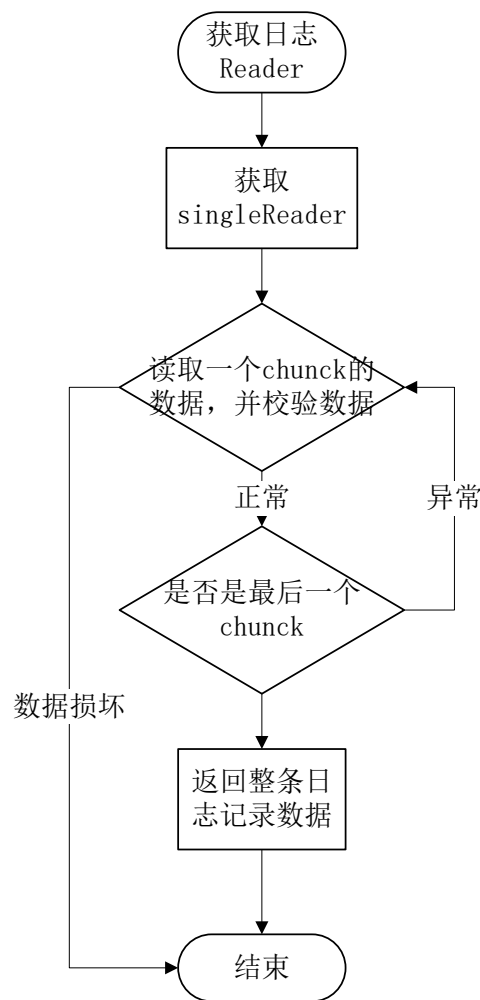 获取日志
Reader
获取
singleReader
读取一个chunck的
数据，并校验数据
正常
异常
是否是最后一个
chunck
数据损坏
返回整条日
志记录数据
结束